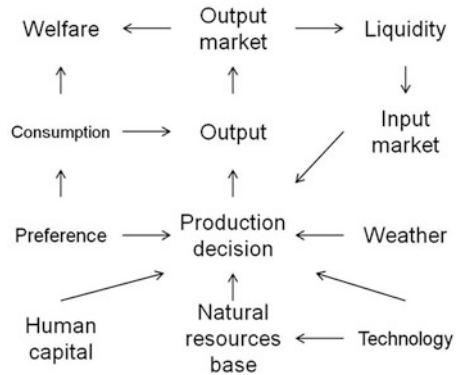 Welfare
Output
market
Liquidity
Consumption
Output
Input
market
Preference
Production
decision
Weather
Human
capital
Natural
resources
base
Technology